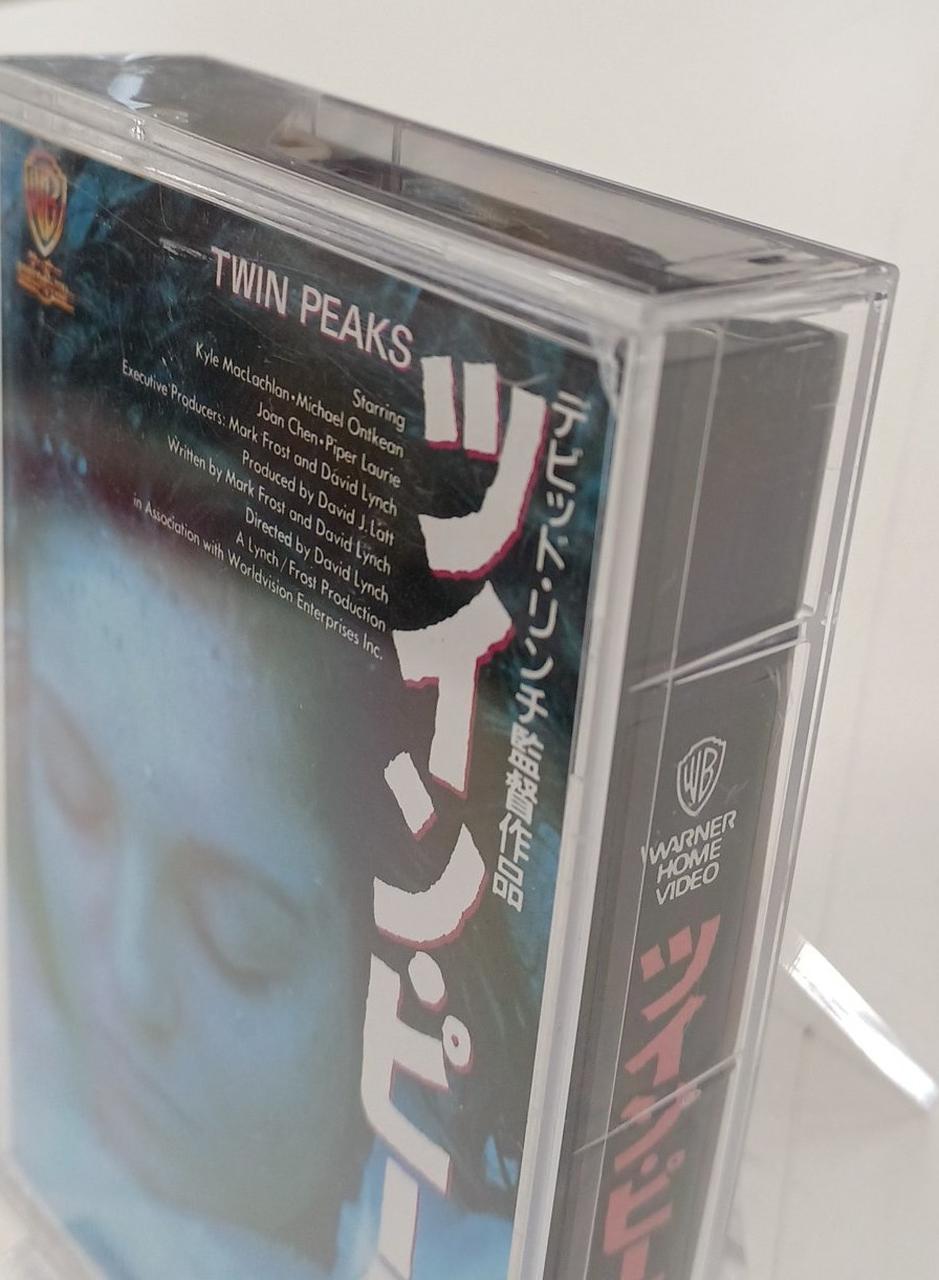 WB
TWIN PEAKS
Starring
Kyle MacLachlan•Michael Ontkean
Joan Chen•Piper Laurie
Executive Producers: Mark Frost and David Lynch
Produced by David J. Latt
Written by Mark Frost and David Lynch
Directed by David Lynch
A Lynch/Frost Production
in Association with Worldvision Enterprises Inc.
ツイン・ピー
デビッド・リンチ監督作品
WB
WARNER
HOME
VIDEO
ツイン・ピー